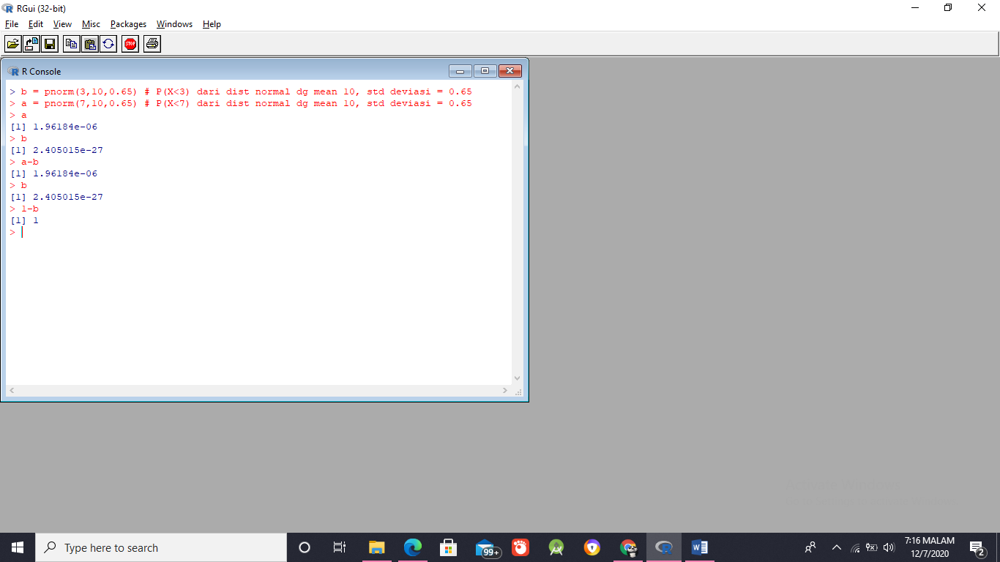 RGui (32-bit)
File Edit View Misc Packages Windows Help
STOP
R Console
> b = pnorm(3,10,0.65) # P(X<3) dari dist normal dg mean 10, std deviasi = 0.65
> a = pnorm(7,10,0.65) # P(X<7) dari dist normal dg mean 10, std deviasi = 0.65
> a
[1] 1.96184e-06
> b
[1] 2.405015e-27
> a-b
[1] 1.96184e-06
> b
[1] 2.405015e-27
> 1-b
[1] 1
>
Type here to search
99+
7:16 MALAM
12/7/2020
2